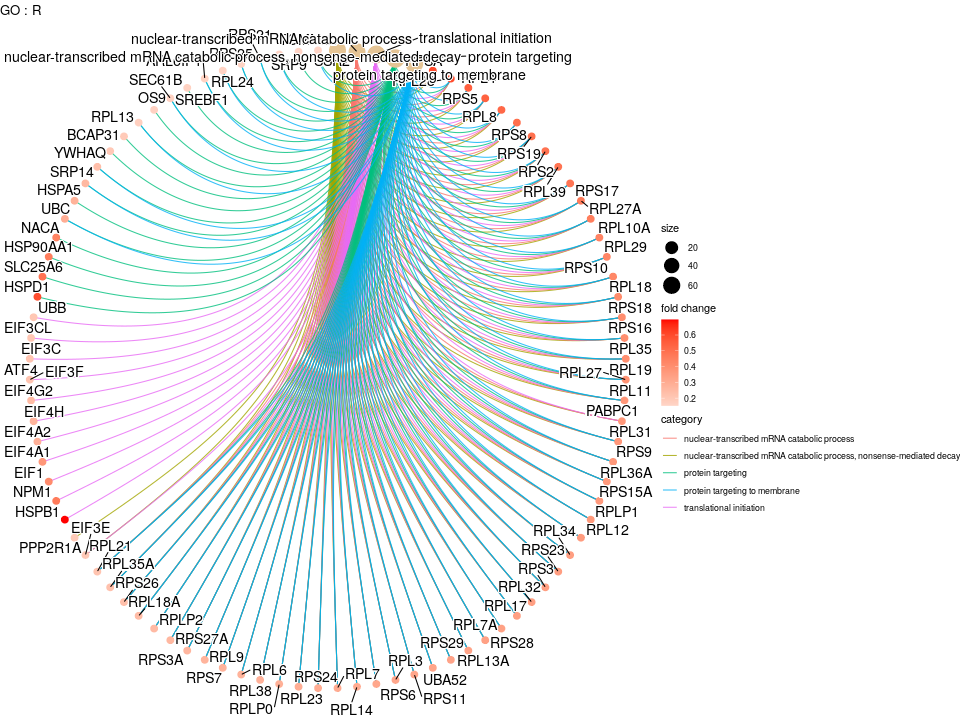 GO : R
nuclear-transcribed mRNA catabolic process
translational initiation
nuclear-transcribed mRNA catabolic process, nonsense-mediated decay
protein targeting
protein targeting to membrane
SRP9
RPL24
SEC61B
OS9
SREBF1
RPL13
BCAP31
YWHAQ
SRP14
HSPA5
UBC
NACA
HSP90AA1
SLC25A6
HSPD1
UBB
EIF3CL
EIF3C
ATF4
EIF3F
EIF4G2
EIF4H
EIF4A2
EIF4A1
EIF1
NPM1
HSPB1
EIF3E
PPP2R1A
RPL21
RPL35A
RPS26
RPL18A
RPLP2
RPS27A
RPS3A
RPL9
RPS7
RPL6
RPL38
RPLP0
RPL23
RPS24
RPL7
RPL14
RPL3
RPS6
RPS11
UBA52
RPS29
RPL13A
RPL7A
RPS28
RPL17
RPL32
RPS3
RPS23
RPL34
RPL12
RPLP1
RPS15A
RPL36A
RPS9
RPL31
PABPC1
RPL11
RPL27
RPL19
RPL35
RPS16
RPS18
RPL18
RPS10
RPL29
RPL10A
RPL27A
RPS17
RPL39
RPS2
RPS19
RPS8
RPL8
RPS5
size
20
40
60
fold change
0.6
0.5
0.4
0.3
0.2
category
nuclear-transcribed mRNA catabolic process
nuclear-transcribed mRNA catabolic process, nonsense-mediated decay
protein targeting
protein targeting to membrane
translational initiation